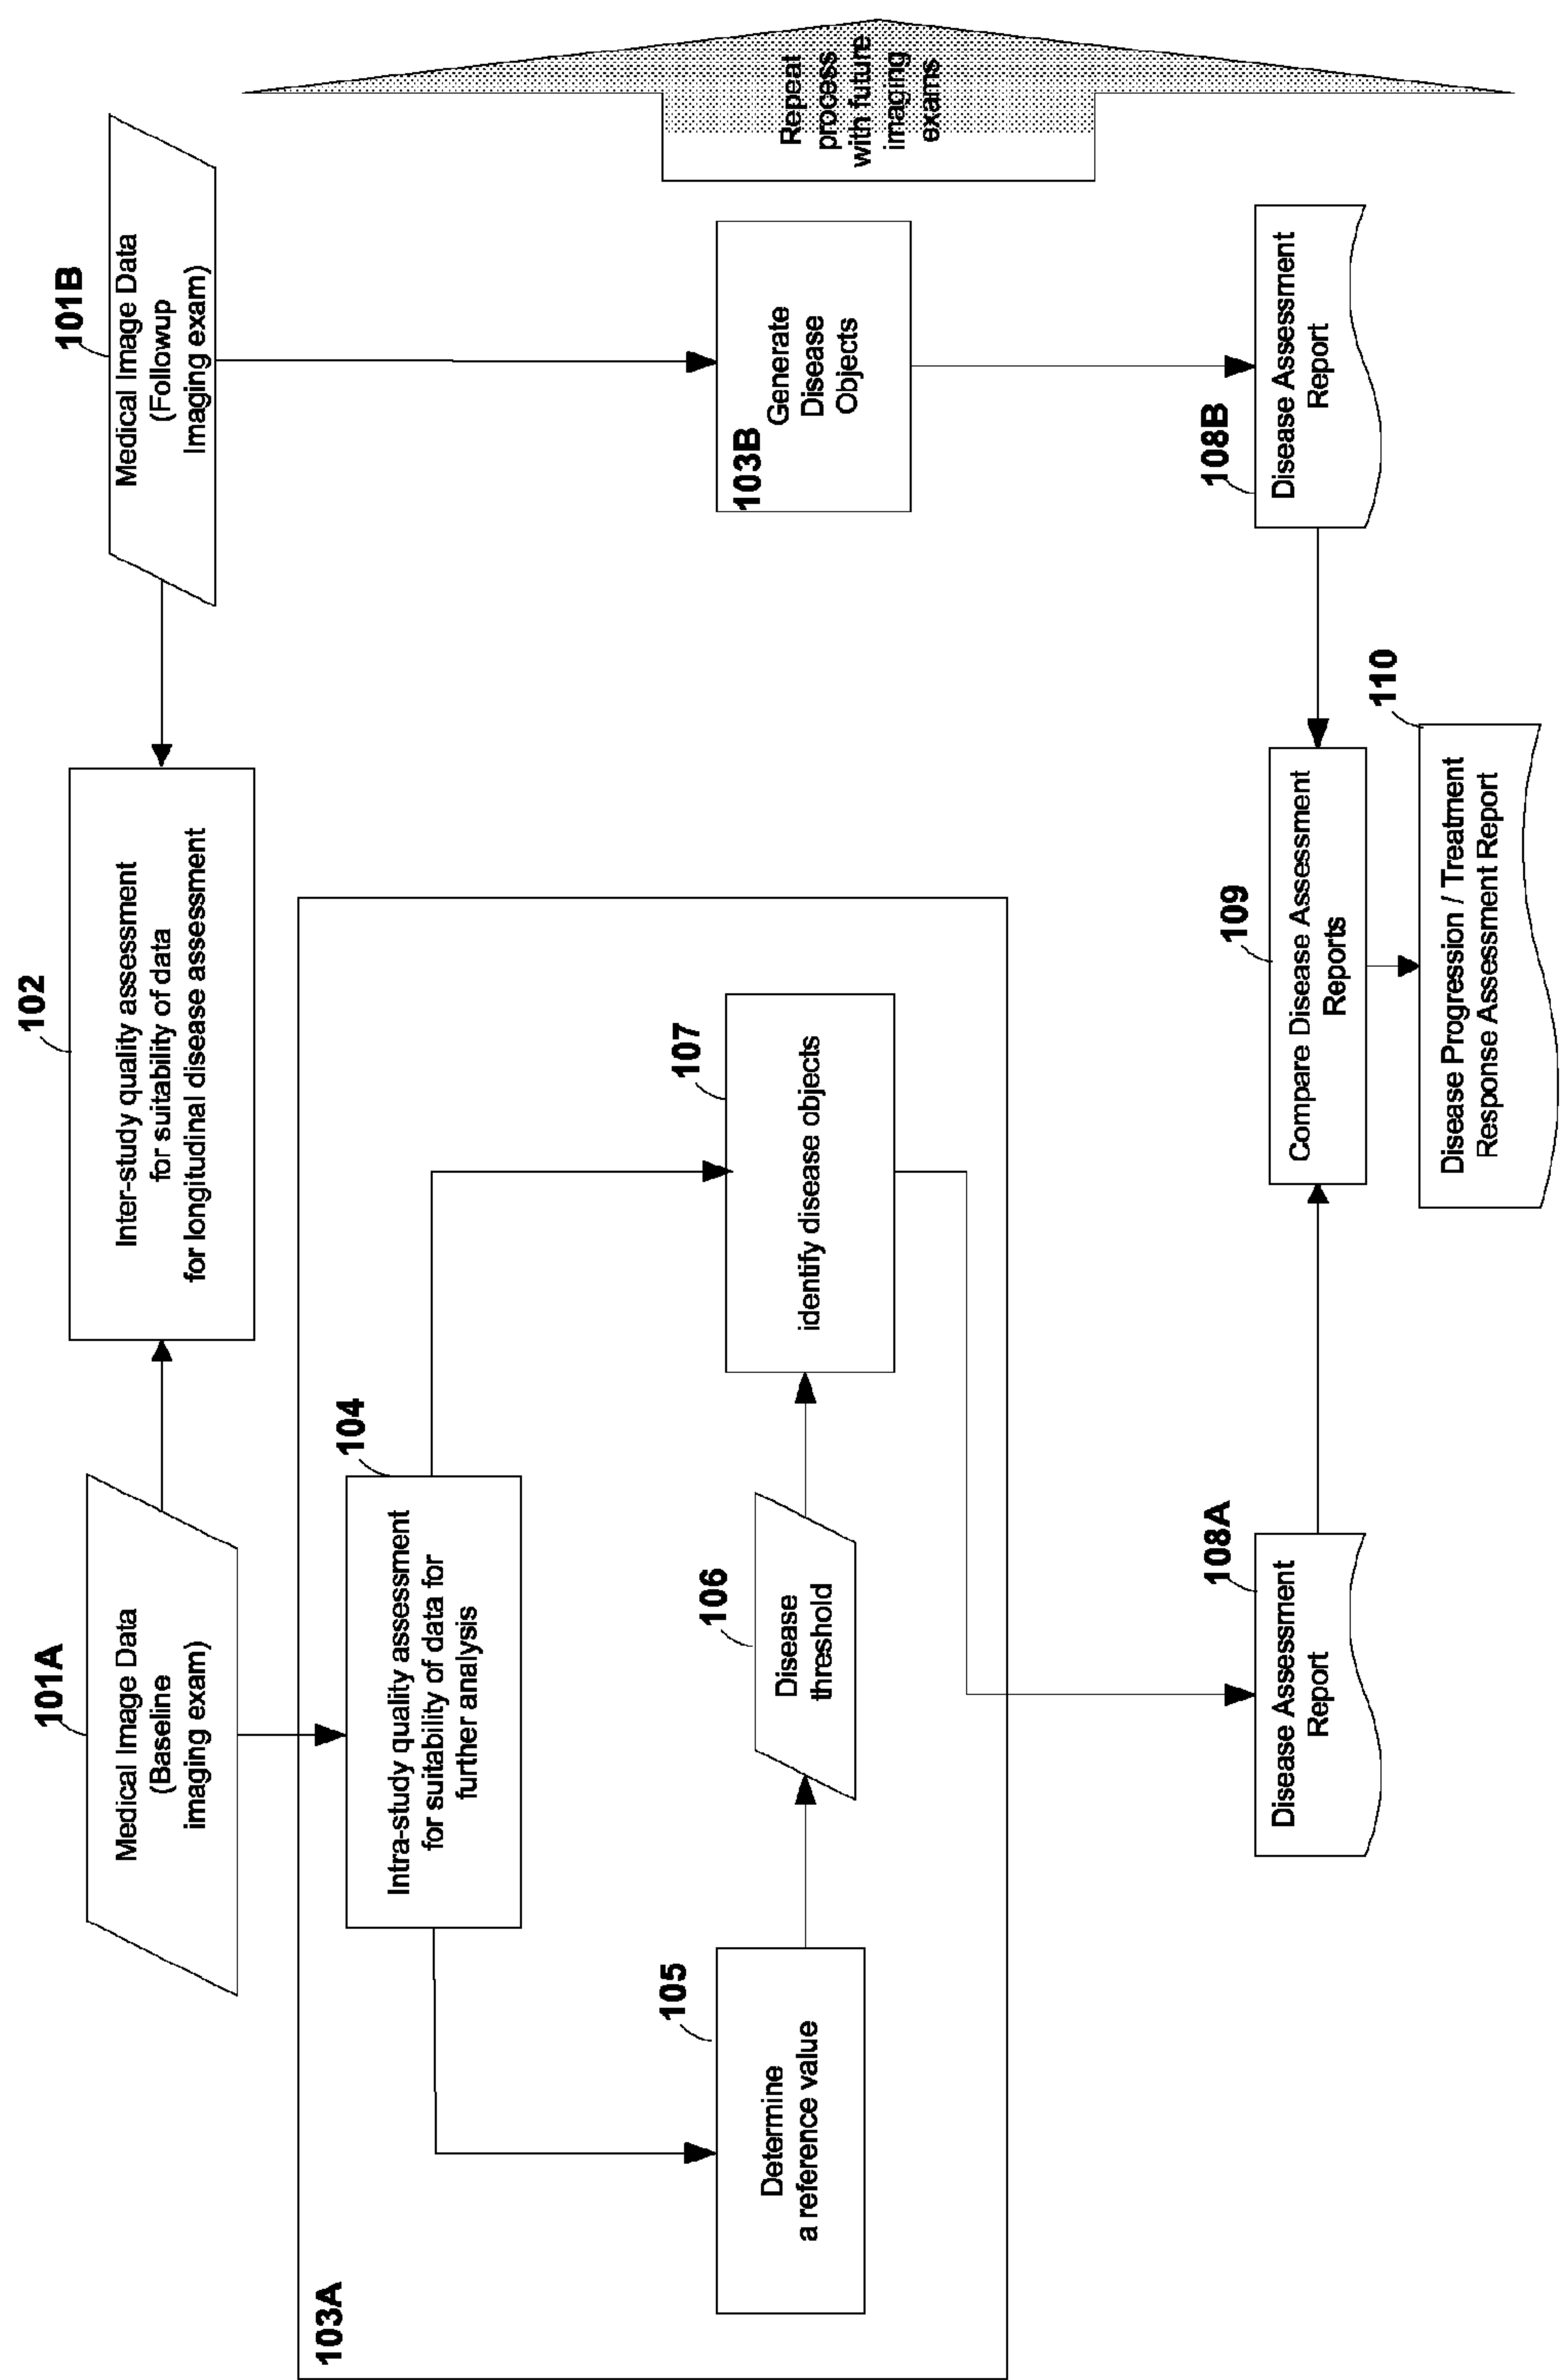 101A
Medical Image Data
(Baseline
imaging exam)
102
Inter-study quality assessment
for suitability of data
for longitudinal disease assessment
101B
Medical Image Data
(Followup
Imaging exam)
103A
104
Intra-study quality assessment
for suitability of data for
further analysis
105
Determine
a reference value
106
Disease
threshold
107
identify disease objects
103B
Generate
Disease
Objects
Repeat
process
with future
imaging
exams
108A
Disease Assessment
Report
109
Compare Disease Assessment
Reports
108B
Disease Assessment
Report
110
Disease Progression / Treatment
Response Assessment Report